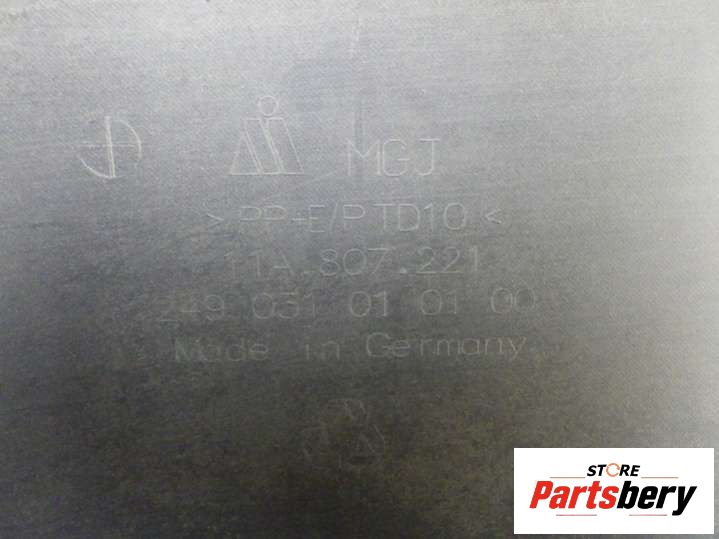 MGJ
> PP+E/P TD10 <
11A.807.221
249 031 01 01 00
Made in Germany
STORE
Partsbery